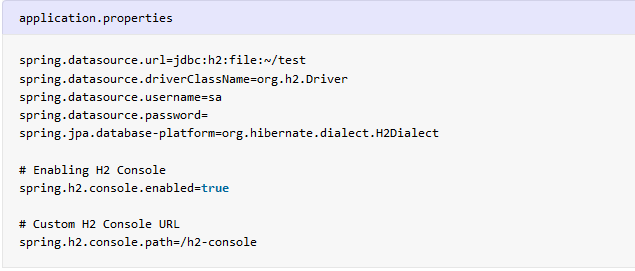 application.properties
spring.datasource.url=jdbc:h2:file:~/test
spring.datasource.driverClassName=org.h2.Driver
spring.datasource.username=sa
spring.datasource.password=
spring.jpa.database-platform=org.hibernate.dialect.H2Dialect
# Enabling H2 Console
spring.h2.console.enabled=true
# Custom H2 Console URL
spring.h2.console.path=/h2-console